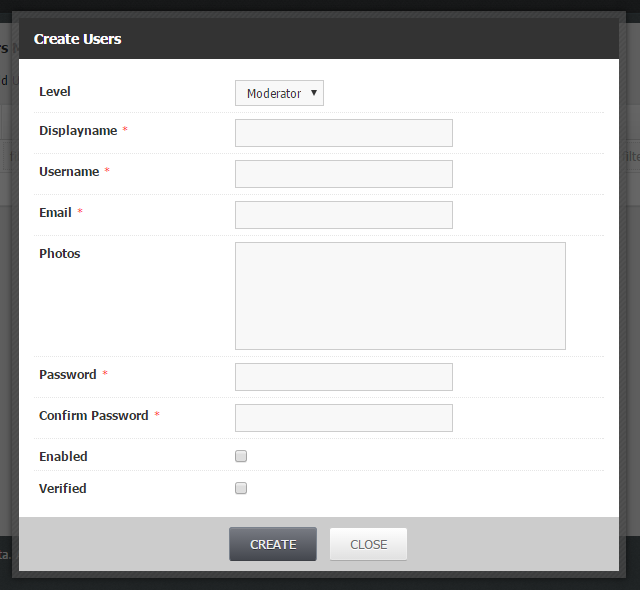 Create Users
Level
Moderator
Displayname *
Username *
Email *
Photos
Password *
Confirm Password *
Enabled
Verified
CREATE
CLOSE